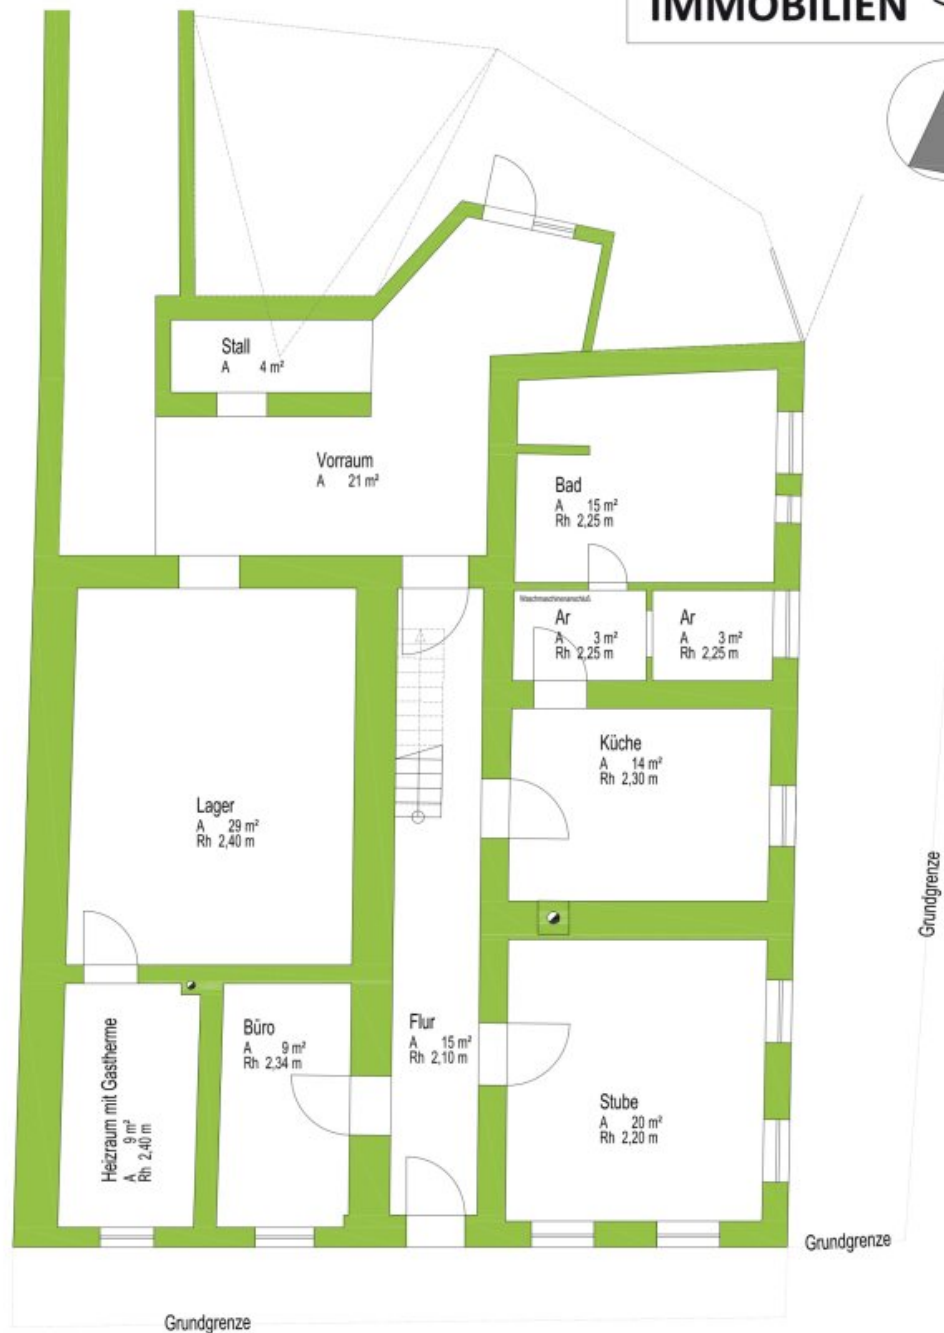 IMMOBILIEN
Stall
A 4 m²
Vorraum
A 21 m²
Bad
A 15 m²
Rh 2,25 m
Waschmaschinenanschluß
Ar
A 3 m²
Rh 2,25 m
Ar
A 3 m²
Rh 2,25 m
Küche
A 14 m²
Rh 2,30 m
Lager
A 29 m²
Rh 2,40 m
Grundgrenze
Heizraum mit Gastherme
A 9 m²
Rh 2,40 m
Büro
A 9 m²
Rh 2,34 m
Flur
A 15 m²
Rh 2,10 m
Stube
A 20 m²
Rh 2,20 m
Grundgrenze
Grundgrenze